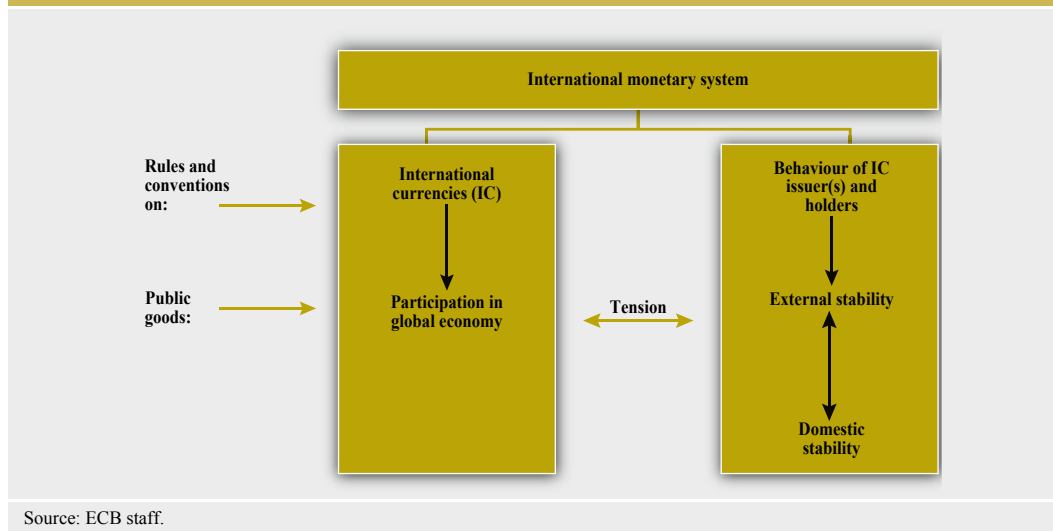 International monetary system
Rules and
conventions
on:
International
currencies (IC)
Behaviour of IC
issuer(s) and
holders
Public
goods:
Participation in
global economy
Tension
External stability
Domestic
stability
Source: ECB staff.